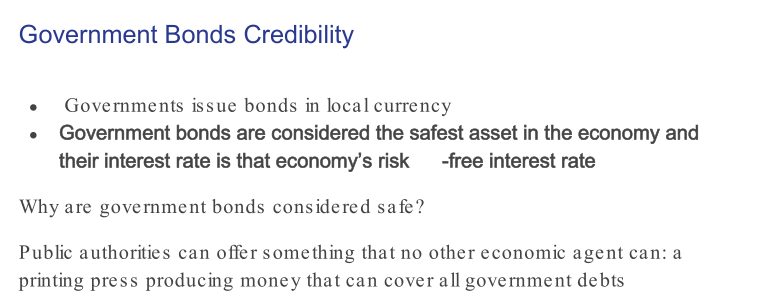 Government Bonds Credibility
• Governments issue bonds in local currency
• Government bonds are considered the safest asset in the economy and
their interest rate is that economy’s risk -free interest rate
Why are government bonds considered safe?
Public authorities can offer something that no other economic agent can: a
printing press producing money that can cover all government debts